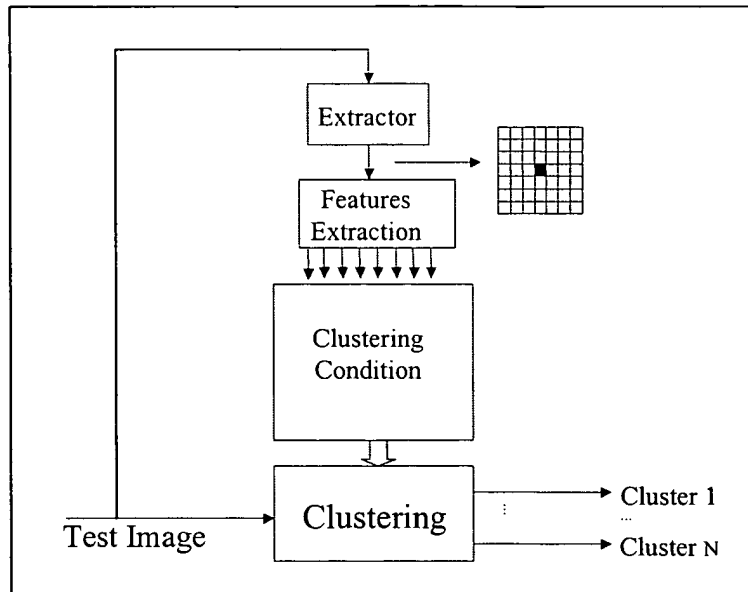 Extractor
Features
Extraction
Clustering
Condition
Clustering
Test Image
Cluster 1
...
...
Cluster N